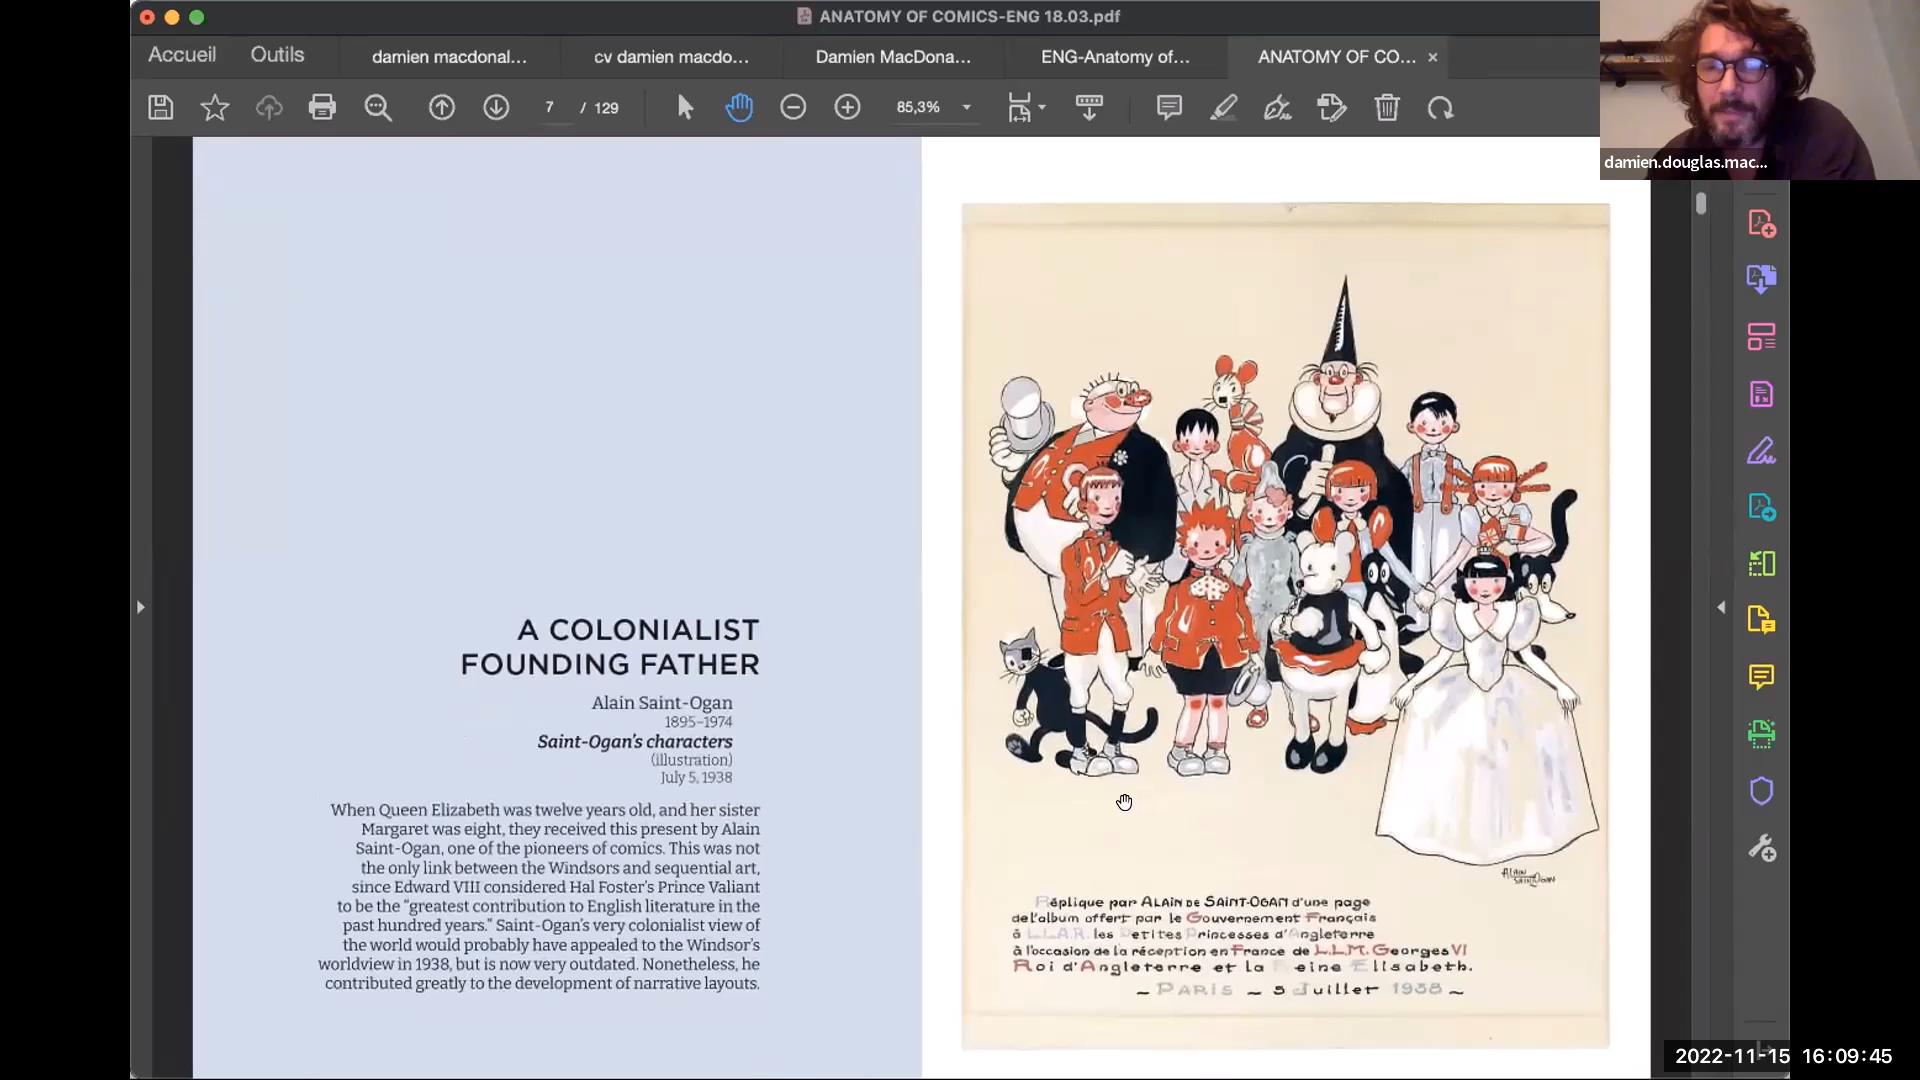 ANATOMY OF COMICS-ENG 18.03.pdf
Accueil
Outils
damien macdonal...
cv damien macdo...
Damien MacDona...
ENG-Anatomy of...
ANATOMY OF CO... ×
7 / 129
85,3%
damien.douglas.mac...
A COLONIALIST
FOUNDING FATHER
Alain Saint-Ogan
1895–1974
Saint-Ogan's characters
(illustration)
July 5, 1938
When Queen Elizabeth was twelve years old, and her sister
Margaret was eight, they received this present by Alain
Saint-Ogan, one of the pioneers of comics. This was not
the only link between the Windsors and sequential art,
since Edward VIII considered Hal Foster's Prince Valiant
to be the “greatest contribution to English literature in the
past hundred years.” Saint-Ogan's very colonialist view of
the world would probably have appealed to the Windsor's
worldview in 1938, but is now very outdated. Nonetheless, he
contributed greatly to the development of narrative layouts.
ALAIN
SAINT-OGAN
Réplique par ALAIN DE SAINT-OGAN d'une page
de l'album offert par le Gouvernement Français
à L.L.A.R. les Petites Princesses d'Angleterre
à l'occasion de la réception en France de L.L.M. Georges VI
Roi d'Angleterre et la Reine Elisabeth.
~ PARIS ~ 5 Juillet 1938 ~
2022-11-15 16:09:45